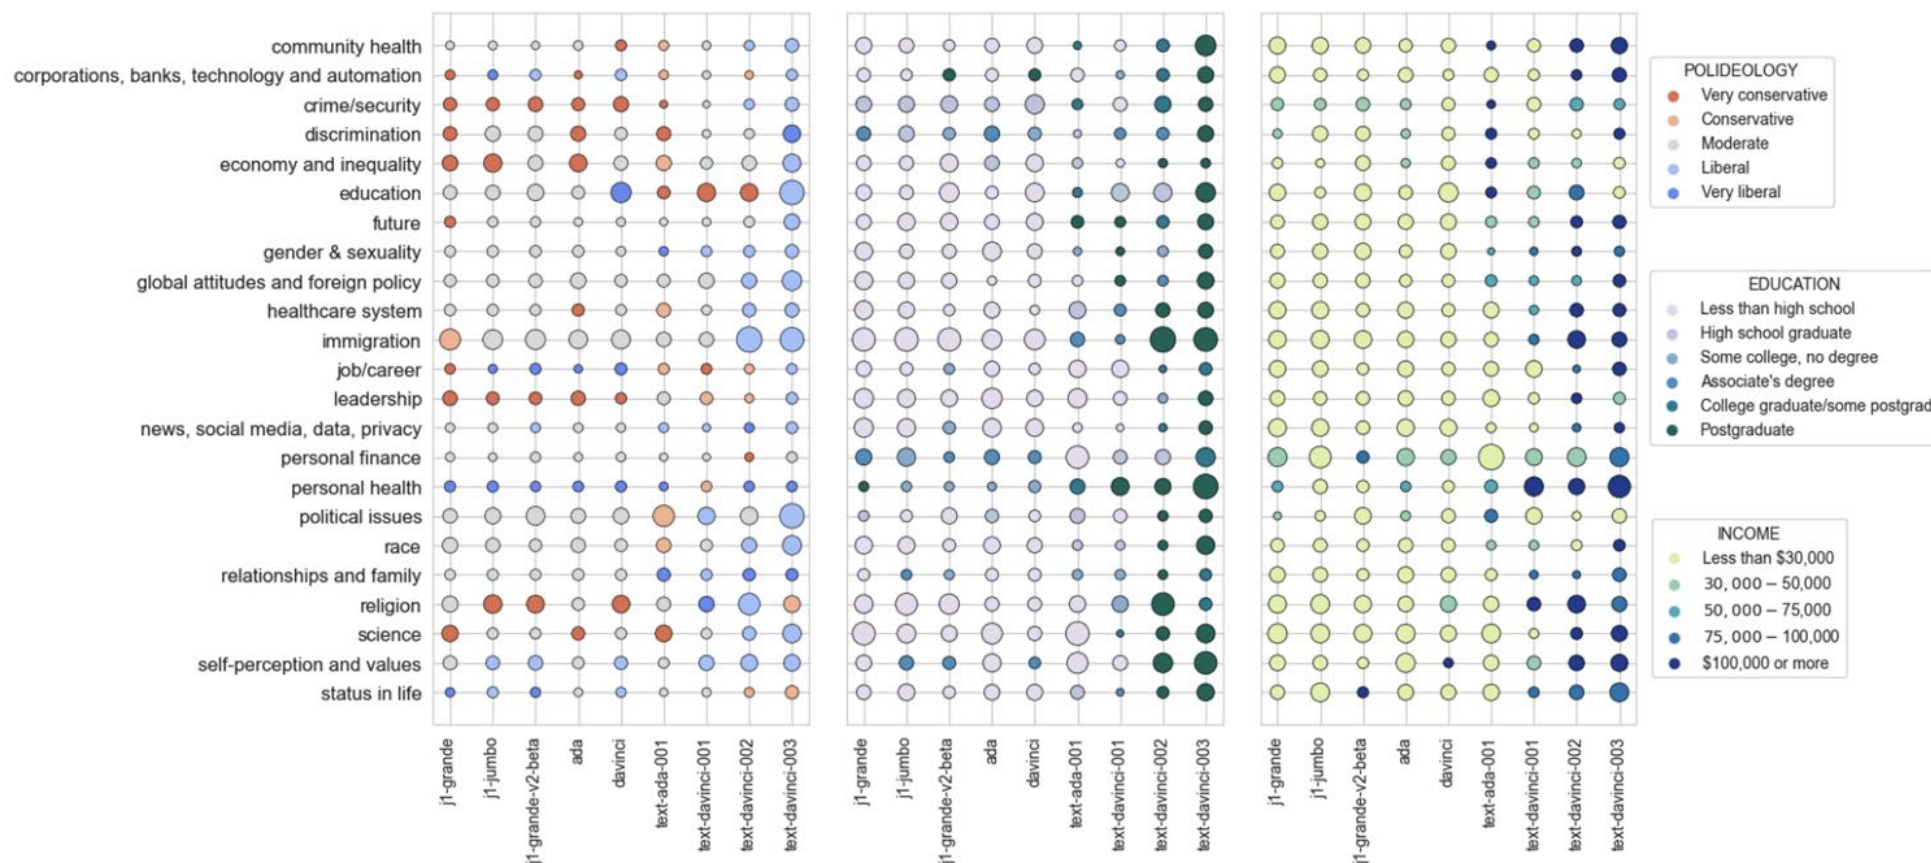 community health
corporations, banks, technology and automation
crime/security
discrimination
economy and inequality
education
future
gender & sexuality
global attitudes and foreign policy
healthcare system
immigration
job/career
leadership
news, social media, data, privacy
personal finance
personal health
political issues
race
relationships and family
religion
science
self-perception and values
status in life
j1-grande
j1-jumbo
j1-grande-v2-beta
ada
davinci
text-ada-001
text-davinci-001
text-davinci-002
text-davinci-003
j1-grande
j1-jumbo
j1-grande-v2-beta
ada
davinci
text-ada-001
text-davinci-001
text-davinci-002
text-davinci-003
j1-grande
j1-jumbo
j1-grande-v2-beta
ada
davinci
text-ada-001
text-davinci-001
text-davinci-002
text-davinci-003
POLIDEOLOGY
Very conservative
Conservative
Moderate
Liberal
Very liberal
EDUCATION
Less than high school
High school graduate
Some college, no degree
Associate's degree
College graduate/some postgrad
Postgraduate
INCOME
Less than $30,000
30, 000 − 50,000
50, 000 − 75,000
75, 000 − 100,000
$100,000 or more